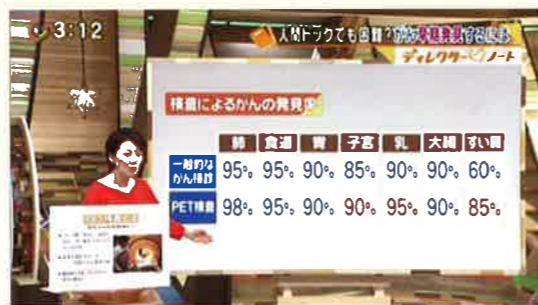 3:12
人間ドックでも困難?がん早期発見するには
ディレクターズノート
検査によるがんの発見率
肺 食道 胃 子宮 乳 大腸 すい臓
一般的ながん検診 95% 95% 90% 85% 90% 90% 60%
PET検査 98% 95% 90% 90% 95% 90% 85%